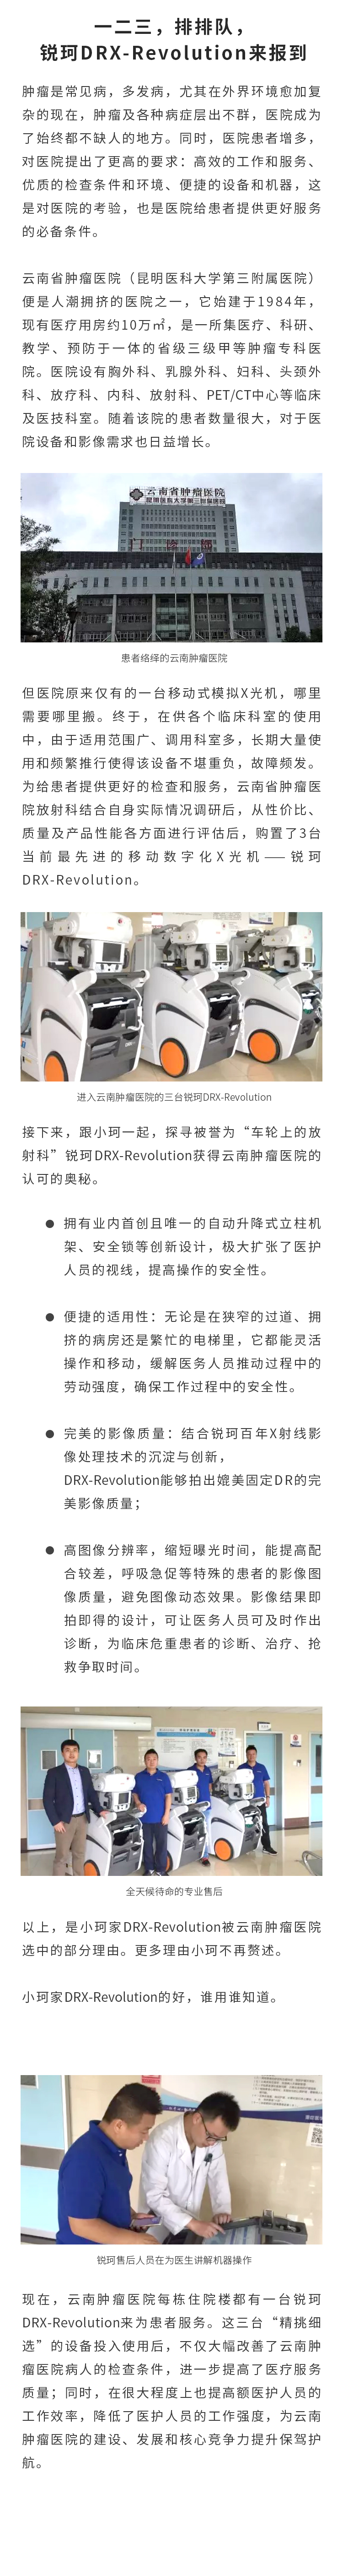 一二三，排排队，
锐珂DRX-Revolution来报到
肿瘤是常见病，多发病，尤其在外界环境愈加复
杂的现在，肿瘤及各种病症层出不群，医院成为
了始终都不缺人的地方。同时，医院患者增多，
对医院提出了更高的要求：高效的工作和服务、
优质的检查条件和环境、便捷的设备和机器，这
是对医院的考验，也是医院给患者提供更好服务
的必备条件。
云南省肿瘤医院（昆明医科大学第三附属医院）
便是人潮拥挤的医院之一，它始建于1984年，
现有医疗用房约10万㎡，是一所集医疗、科研、
教学、预防于一体的省级三级甲等肿瘤专科医
院。医院设有胸外科、乳腺外科、妇科、头颈外
科、放疗科、内科、放射科、PET/CT中心等临床
及医技科室。随着该院的患者数量很大，对于医
院设备和影像需求也日益增长。
云南省肿瘤医院
昆明医科大学第三附属医院
患者络绎的云南肿瘤医院
但医院原来仅有的一台移动式模拟X光机，哪里
需要哪里搬。终于，在供各个临床科室的使用
中，由于适用范围广、调用科室多，长期大量使
用和频繁推行使得该设备不堪重负，故障频发。
为给患者提供更好的检查和服务，云南省肿瘤医
院放射科结合自身实际情况调研后，从性价比、
质量及产品性能各方面进行评估后，购置了3台
当前最先进的移动数字化X光机——锐珂
DRX-Revolution。
进入云南肿瘤医院的三台锐珂DRX-Revolution
接下来，跟小珂一起，探寻被誉为“车轮上的放
射科”锐珂DRX-Revolution获得云南肿瘤医院的
认可的奥秘。
● 拥有业内首创且唯一的自动升降式立柱机
架、安全锁等创新设计，极大扩张了医护
人员的视线，提高操作的安全性。
● 便捷的适用性：无论是在狭窄的过道、拥
挤的病房还是繁忙的电梯里，它都能灵活
操作和移动，缓解医务人员推动过程中的
劳动强度，确保工作过程中的安全性。
● 完美的影像质量：结合锐珂百年X射线影
像处理技术的沉淀与创新，
DRX-Revolution能够拍出媲美固定DR的完
美影像质量；
● 高图像分辨率，缩短曝光时间，能提高配
合较差，呼吸急促等特殊的患者的影像图
像质量，避免图像动态效果。影像结果即
拍即得的设计，可让医务人员可及时作出
诊断，为临床危重患者的诊断、治疗、抢
救争取时间。
全天候待命的专业售后
以上，是小珂家DRX-Revolution被云南肿瘤医院
选中的部分理由。更多理由小珂不再赘述。
小珂家DRX-Revolution的好，谁用谁知道。
锐珂售后人员在为医生讲解机器操作
现在，云南肿瘤医院每栋住院楼都有一台锐珂
DRX-Revolution来为患者服务。这三台“精挑细
选”的设备投入使用后，不仅大幅改善了云南肿
瘤医院病人的检查条件，进一步提高了医疗服务
质量；同时，在很大程度上也提高额医护人员的
工作效率，降低了医护人员的工作强度，为云南
肿瘤医院的建设、发展和核心竞争力提升保驾护
航。